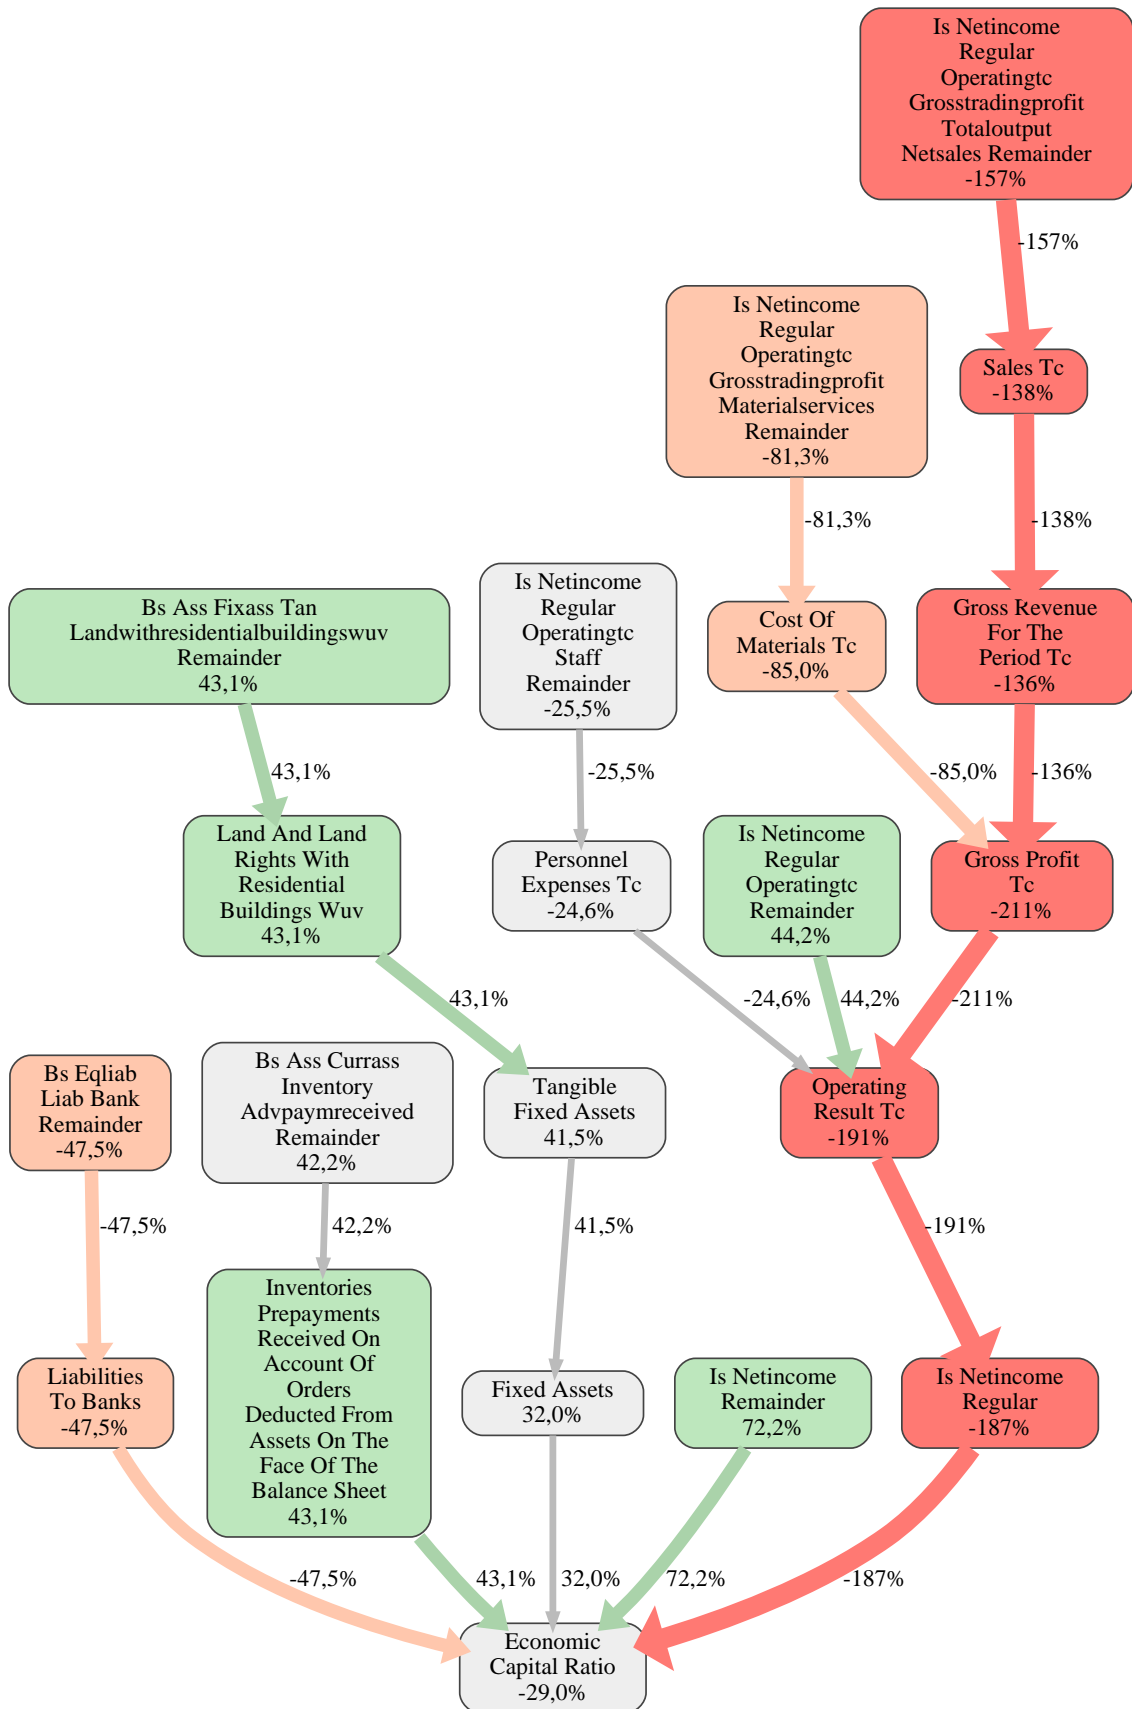 Is Netincome
Regular
Operatingtc
Grosstradingprofit
Totaloutput
Netsales Remainder
-157%
-157%
Is Netincome
Regular
Operatingtc
Grosstradingprofit
Materialservices
Remainder
-81,3%
Sales Tc
-138%
-81,3%
-138%
Is Netincome
Regular
Operatingtc
Staff
Remainder
-25,5%
Bs Ass Fixass Tan
Landwithresidentialbuildingswuv
Remainder
43,1%
Cost Of
Materials Tc
-85,0%
Gross Revenue
For The
Period Tc
-136%
43,1%
-25,5%
-85,0%
-136%
Land And Land
Rights With
Residential
Buildings Wuv
43,1%
Personnel
Expenses Tc
-24,6%
Is Netincome
Regular
Operatingtc
Remainder
44,2%
Gross Profit
Tc
-211%
43,1%
-24,6%
44,2%
-211%
Bs Eqliab
Liab Bank
Remainder
-47,5%
Bs Ass Currass
Inventory
Advpaymreceived
Remainder
42,2%
Tangible
Fixed Assets
41,5%
Operating
Result Tc
-191%
-47,5%
42,2%
41,5%
-191%
Liabilities
To Banks
-47,5%
Inventories
Prepayments
Received On
Account Of
Orders
Deducted From
Assets On The
Face Of The
Balance Sheet
43,1%
Fixed Assets
32,0%
Is Netincome
Remainder
72,2%
Is Netincome
Regular
-187%
-47,5%
43,1%
32,0%
72,2%
-187%
Economic
Capital Ratio
-29,0%